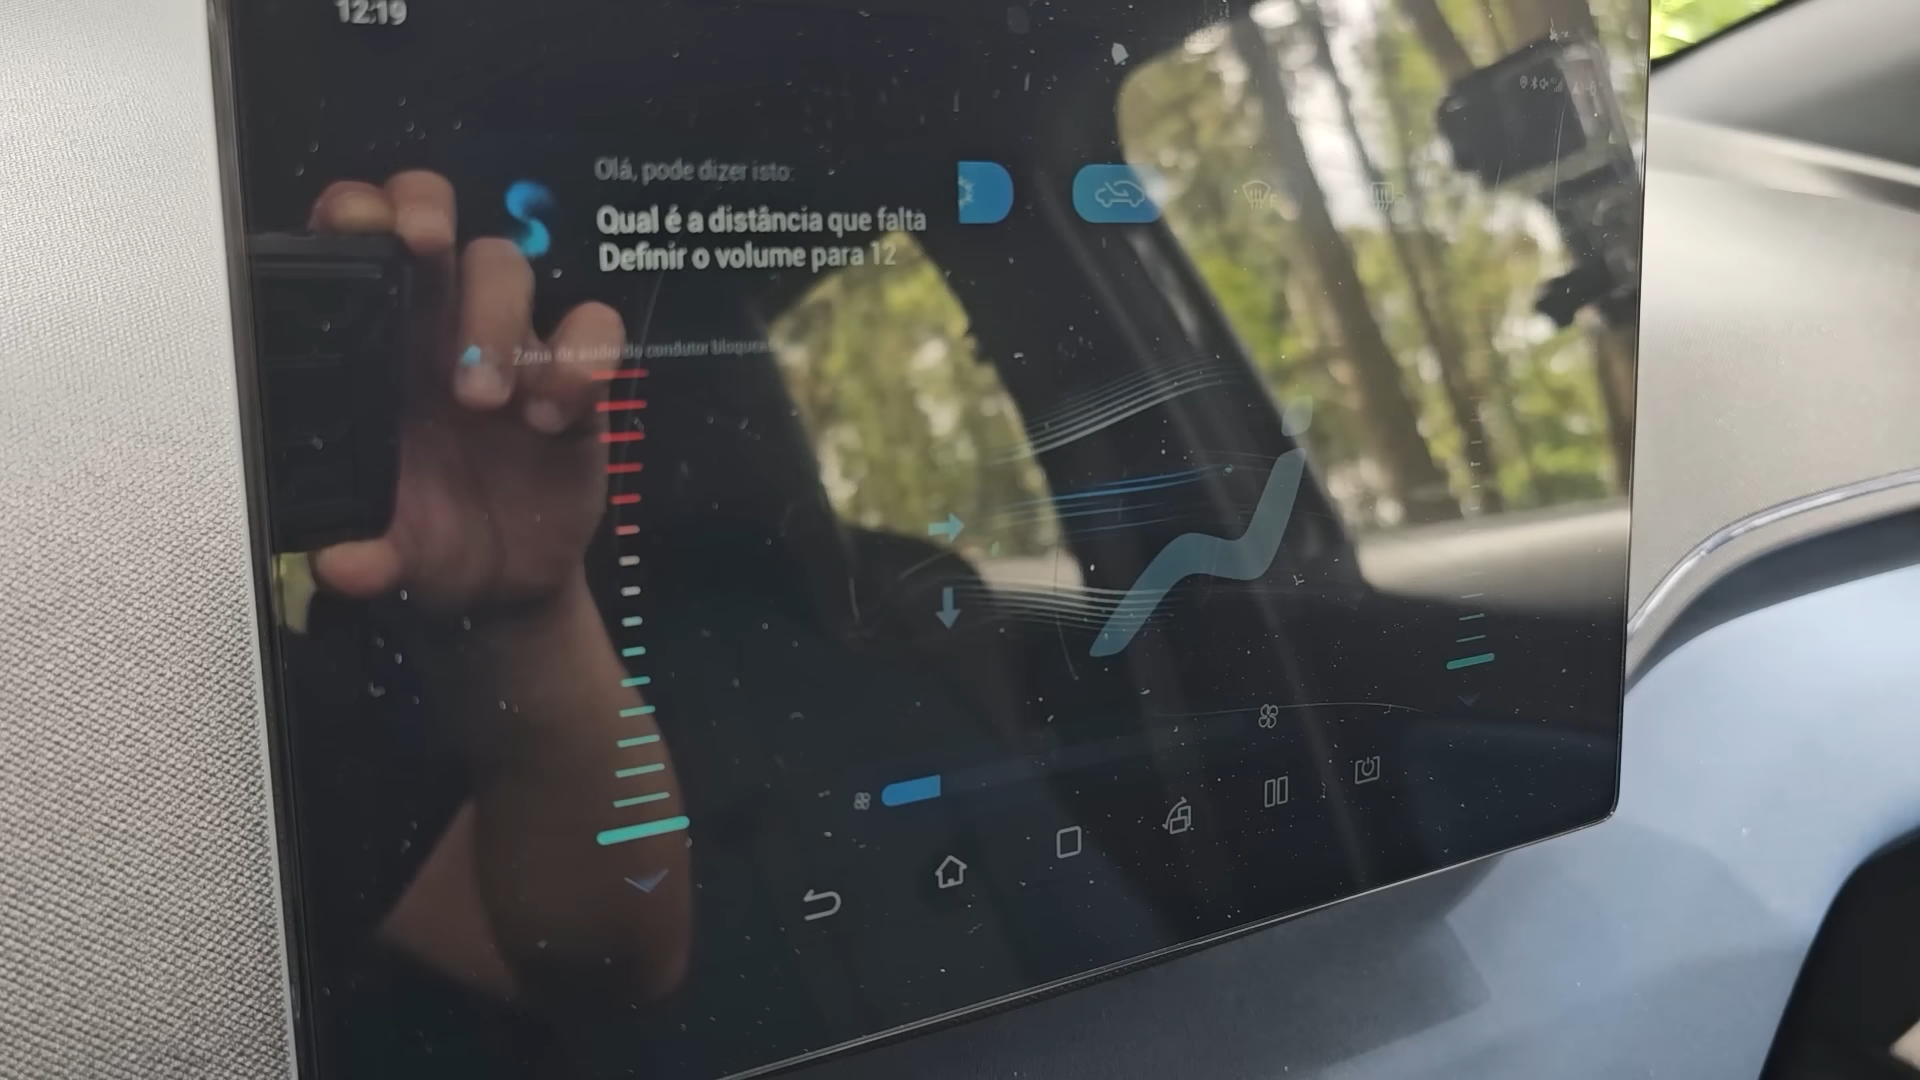 12:19
Olá, pode dizer isto:
Qual é a distância que falta
Definir o volume para 12
Zona de áudio do condutor